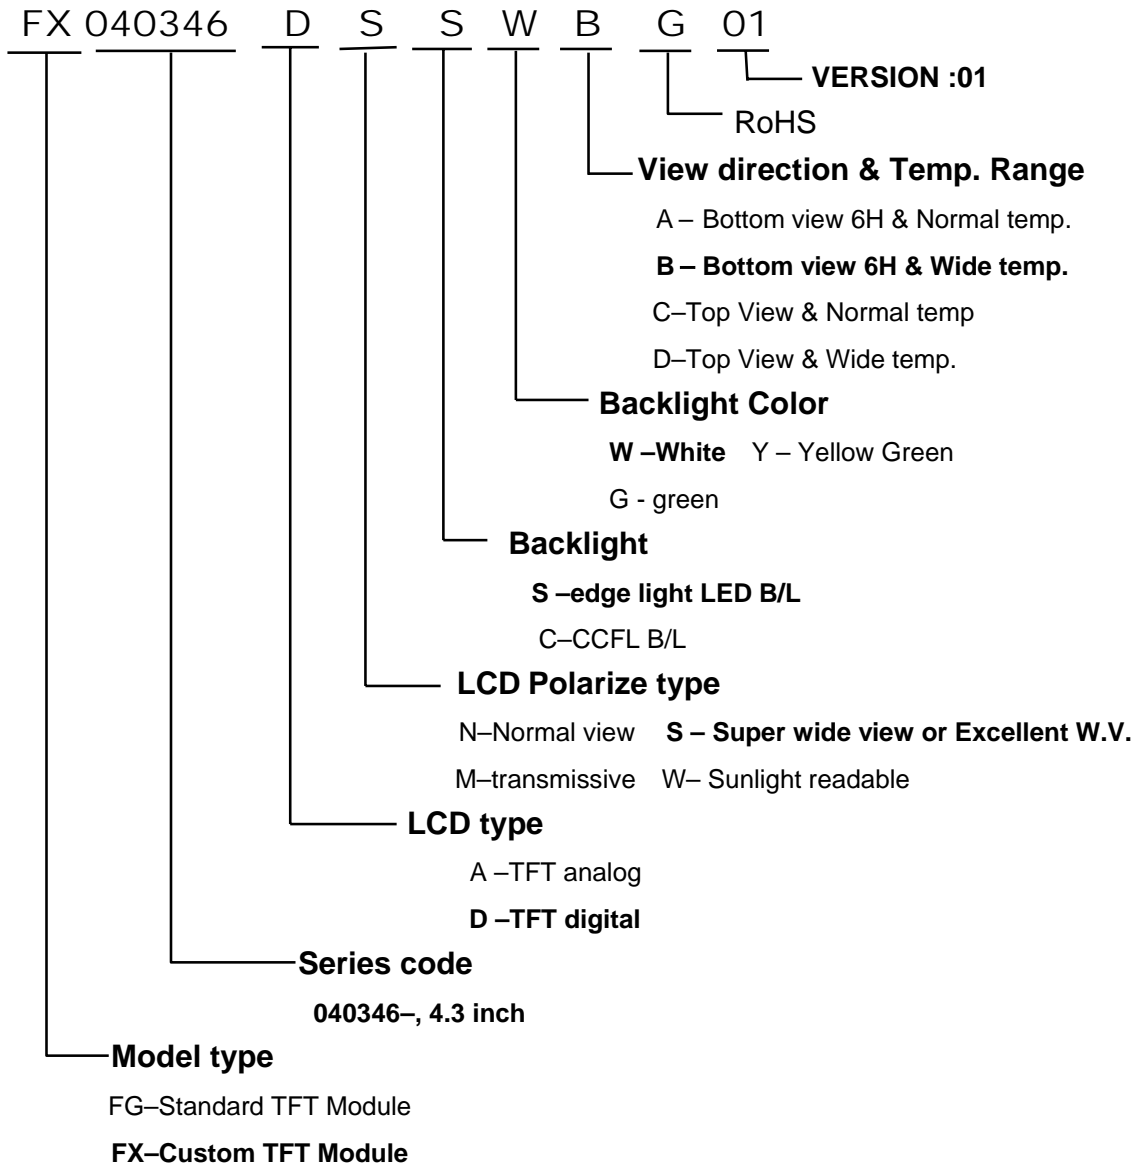 FX 040346 D S S W B G 01
VERSION :01
RoHS
View direction & Temp. Range
A – Bottom view 6H & Normal temp.
B – Bottom view 6H & Wide temp.
C–Top View & Normal temp
D–Top View & Wide temp.
Backlight Color
W –White Y – Yellow Green
G - green
Backlight
S –edge light LED B/L
C–CCFL B/L
LCD Polarize type
N–Normal view S – Super wide view or Excellent W.V.
M–transmissive W– Sunlight readable
LCD type
A –TFT analog
D –TFT digital
Series code
040346–, 4.3 inch
Model type
FG–Standard TFT Module
FX–Custom TFT Module